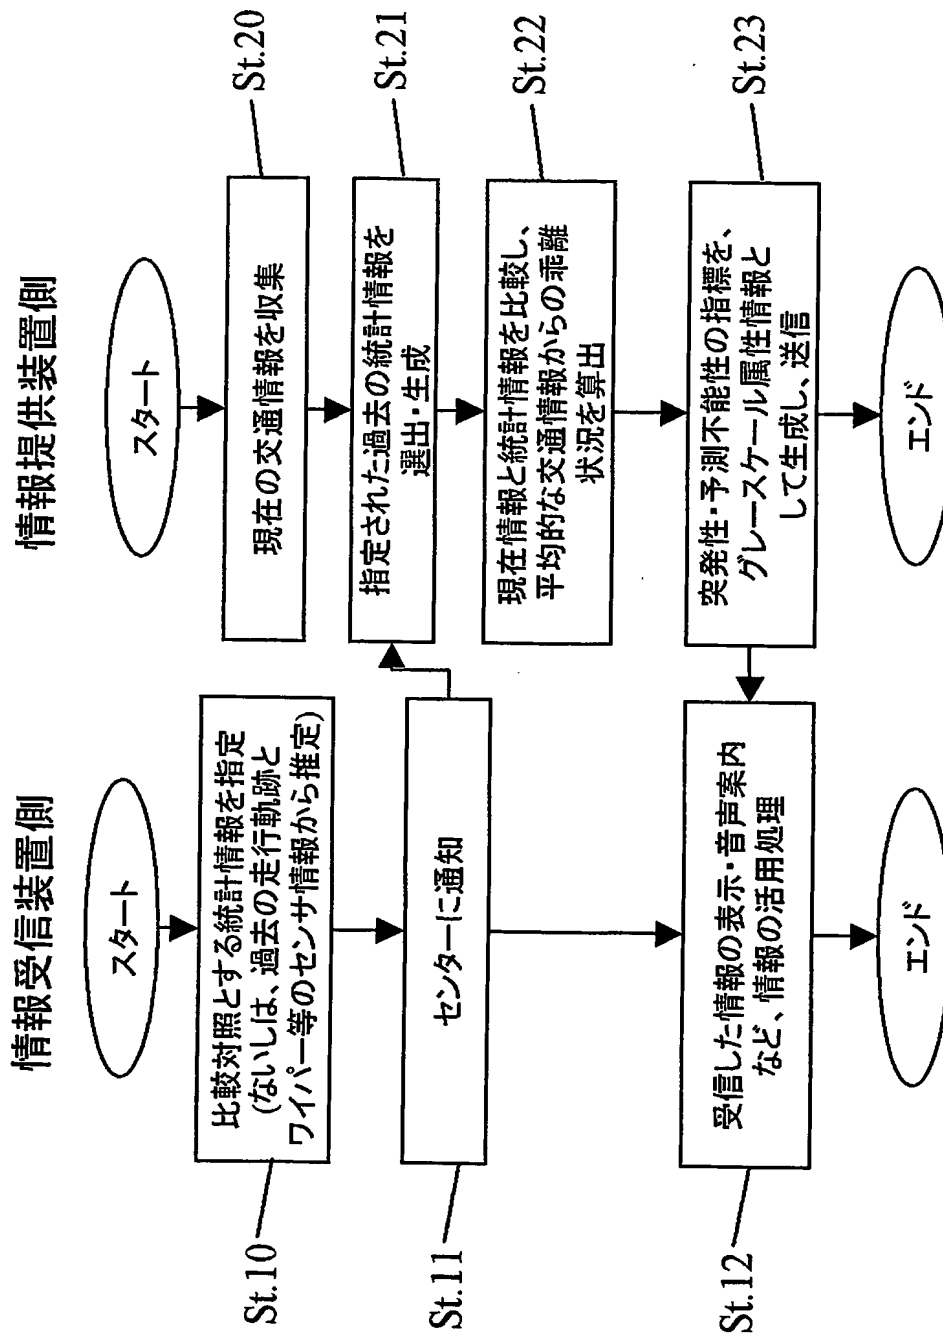 情報受信装置側
スタート
比較対照とする統計情報を指定
(ないしは、過去の走行軌跡と
ワイパー等のセンサ情報から推定)
St.10
センターに通知
St.11
受信した情報の表示・音声案内
など、情報の活用処理
St.12
エンド
情報提供装置側
スタート
現在の交通情報を収集
St.20
指定された過去の統計情報を
選出・生成
St.21
現在情報と統計情報を比較し、
平均的な交通情報からの乖離
状況を算出
St.22
突発性・予測不能性の指標を、
グレースケール属性情報と
して生成し、送信
St.23
エンド